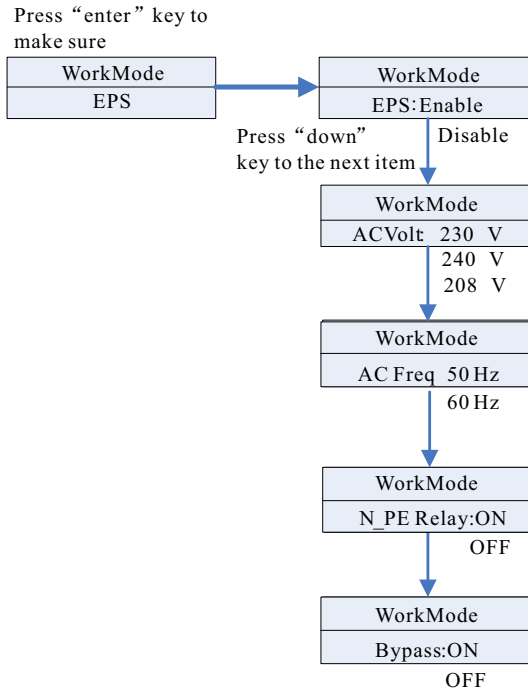 Press “enter” key to
make sure
WorkMode
EPS
WorkMode
EPS:Enable
Disable
Press “down”
key to the next item
WorkMode
ACVolt: 230 V
240 V
208 V
WorkMode
AC Freq 50 Hz
60 Hz
WorkMode
N_PE Relay:ON
OFF
WorkMode
Bypass:ON
OFF